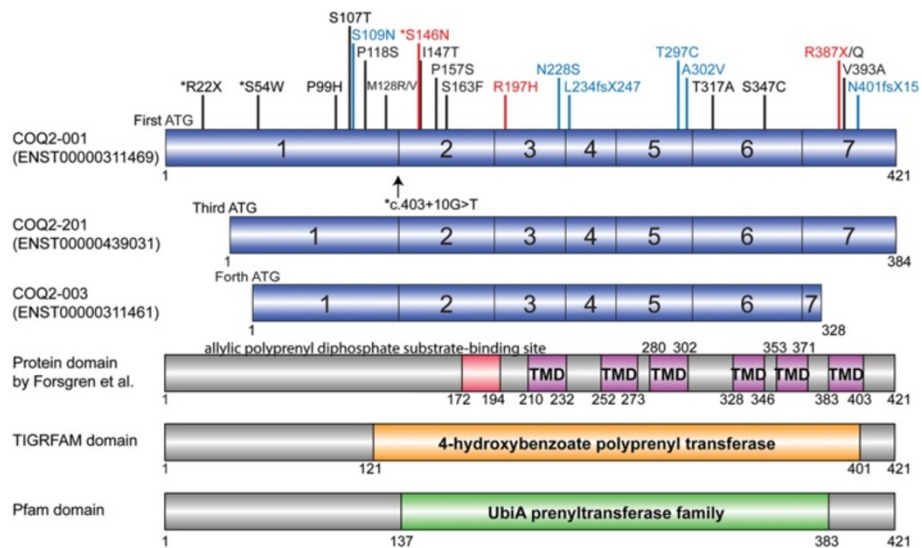 S107T
S109N *S146N
P118S I147T T297C R387X/Q
P157S N228S A302V V393A
*R22X *S54W P99H M128R/V S163F R197H L234fsX247 T317A S347C N401fsX15
First ATG
COQ2-001
(ENST00000311469)
1 2 3 4 5 6 7
1 421
*c.403+10G>T
Third ATG
COQ2-201
(ENST00000439031)
1 2 3 4 5 6 7
1 384
Forth ATG
COQ2-003
(ENST00000311461)
1 2 3 4 5 6 7
1 328
allylic polyprenyl diphosphate substrate-binding site 280 302 353 371
Protein domain
by Forsgren et al.
TMD TMD TMD TMD TMD TMD
1 172 194 210 232 252 273 328 346 383 403 421
TIGRFAM domain
4-hydroxybenzoate polyprenyl transferase
1 121 401 421
Pfam domain
UbiA prenyltransferase family
1 137 383 421